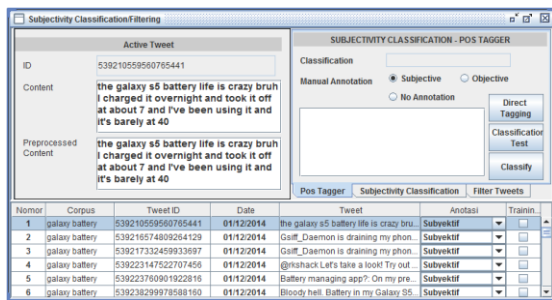 Subjectivity Classification/Filtering
Active Tweet
ID
539210559560765441
Content
the galaxy s5 battery life is crazy bruh
I charged it overnight and took it off
at about 7 and I've been using it and
it's barely at 40
Preprocessed
Content
the galaxy s5 battery life is crazy bruh
I charged it overnight and took it off
at about 7 and I've been using it and
it's barely at 40
SUBJECTIVITY CLASSIFICATION - POS TAGGER
Classification
Manual Annotation Subjective Objective
No Annotation
Direct
Tagging
Classification
Test
Classify
Pos Tagger Subjectivity Classification Filter Tweets
Nomor Corpus Tweet ID Date Tweet Anotasi Trainin...
1 galaxy battery 539210559560765441 01/12/2014 the galaxy s5 battery life is crazy bru... Subyektif
2 galaxy battery 539216574809264129 01/12/2014 Gsiff_Daemon is draining my phon... Subyektif
3 galaxy battery 539217332459933697 01/12/2014 Gsiff_Daemon is draining my phon... Subyektif
4 galaxy battery 539223147522707456 01/12/2014 @rkshack Let's take a look! Try out ... Subyektif
5 galaxy battery 539223760901922816 01/12/2014 Battery managing app?: On my pre... Subyektif
6 galaxy battery 539238299978588160 01/12/2014 Bloody hell. Battery in my Galaxy S5... Subyektif